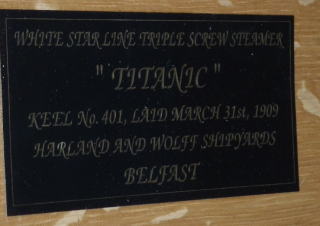 WHITE STAR LINE TRIPLE SCREW STEAMER
" TITANIC "
KEEL No. 401, LAID MARCH 31st, 1909
HARLAND AND WOLFF SHIPYARDS
BELFAST